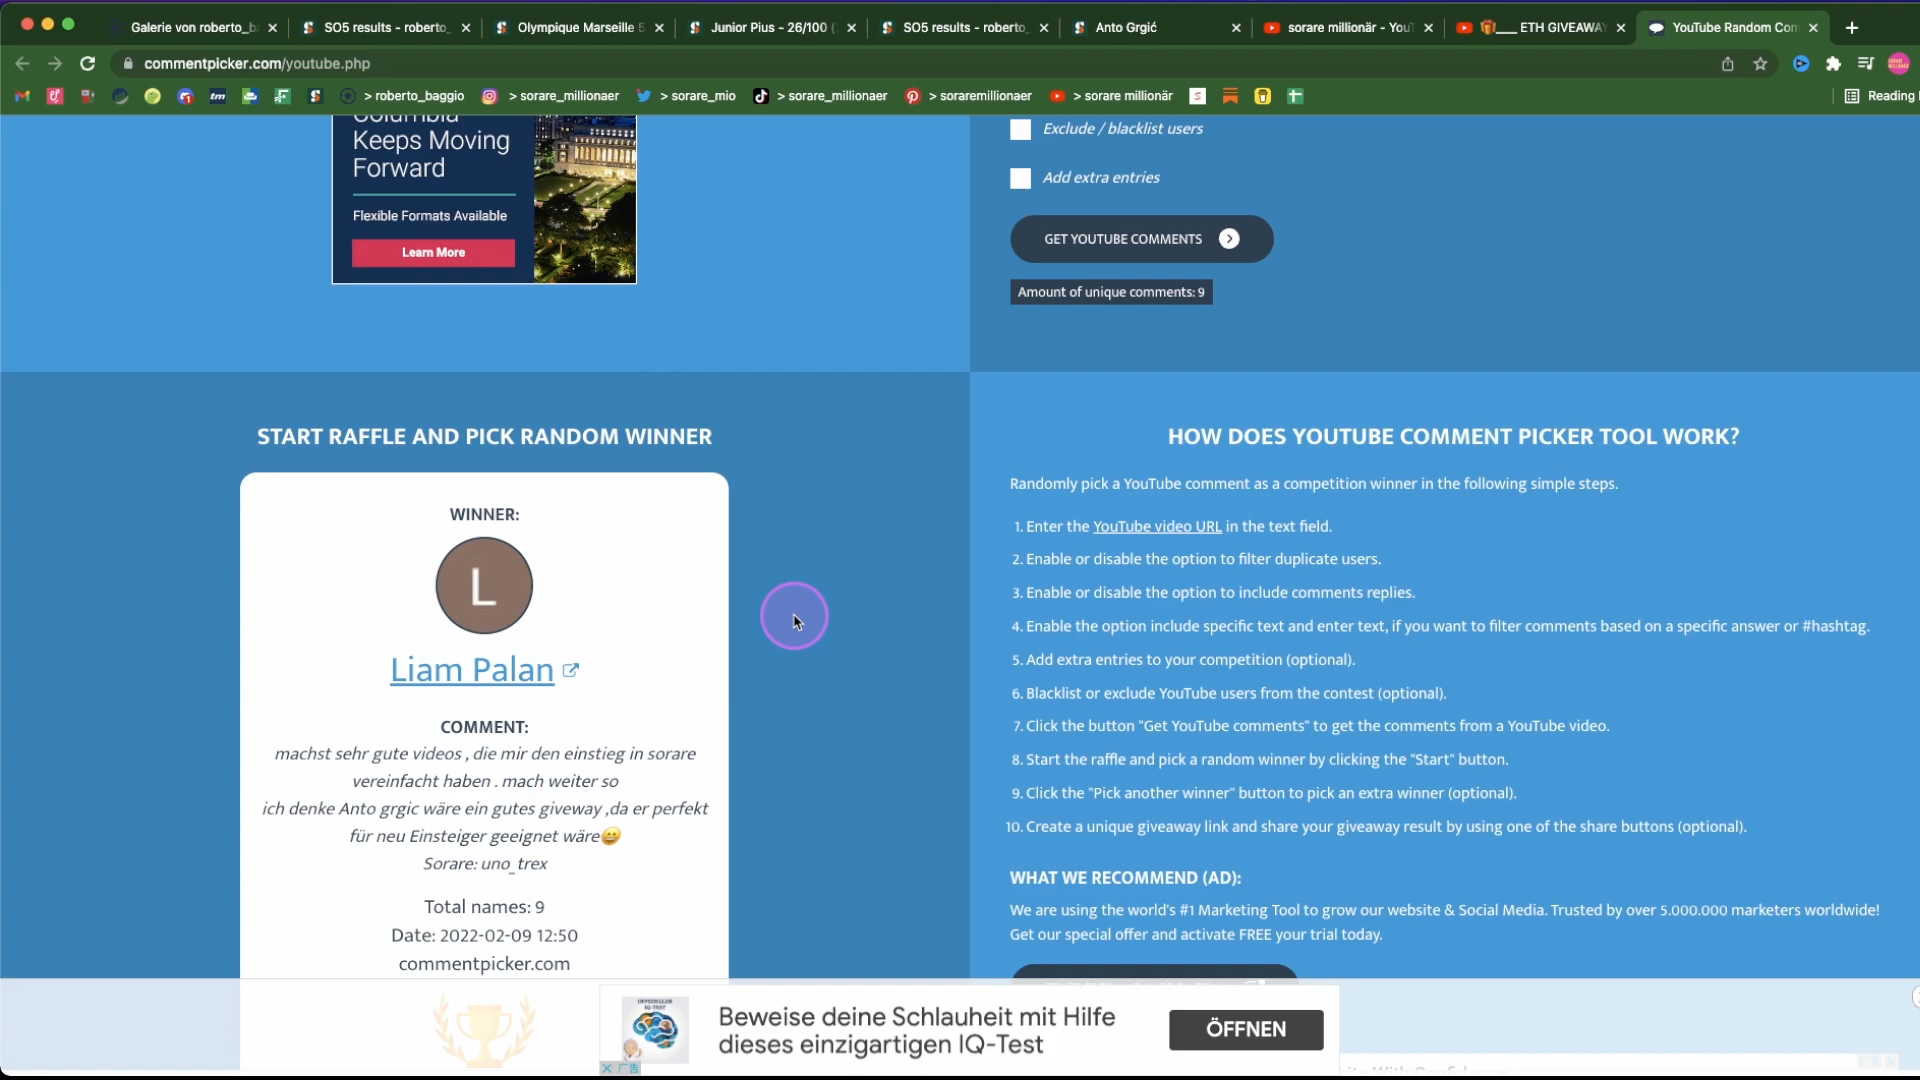 Galerie von roberto_b
SO5 results - roberto_
Olympique Marseille 5
Junior Pius - 26/100 (
SO5 results - roberto_
Anto Grgić
sorare millionär - YouT
ETH GIVEAWAY
YouTube Random Com
commentpicker.com/youtube.php
> roberto_baggio
> sorare_millionaer
> sorare_mio
> sorare_millionaer
> soraremillionaer
> sorare millionär
Reading
Columbia
Keeps Moving
Forward
Flexible Formats Available
Learn More
Exclude / blacklist users
Add extra entries
GET YOUTUBE COMMENTS
Amount of unique comments: 9
START RAFFLE AND PICK RANDOM WINNER
WINNER:
L
Liam Palan
COMMENT:
machst sehr gute videos , die mir den einstieg in sorare
vereinfacht haben . mach weiter so
ich denke Anto grgic wäre ein gutes giveway ,da er perfekt
für neu Einsteiger geeignet wäre😄
Sorare: uno_trex
Total names: 9
Date: 2022-02-09 12:50
commentpicker.com
HOW DOES YOUTUBE COMMENT PICKER TOOL WORK?
Randomly pick a YouTube comment as a competition winner in the following simple steps.
1. Enter the YouTube video URL in the text field.
2. Enable or disable the option to filter duplicate users.
3. Enable or disable the option to include comments replies.
4. Enable the option include specific text and enter text, if you want to filter comments based on a specific answer or #hashtag.
5. Add extra entries to your competition (optional).
6. Blacklist or exclude YouTube users from the contest (optional).
7. Click the button "Get YouTube comments" to get the comments from a YouTube video.
8. Start the raffle and pick a random winner by clicking the "Start" button.
9. Click the "Pick another winner" button to pick an extra winner (optional).
10. Create a unique giveaway link and share your giveaway result by using one of the share buttons (optional).
WHAT WE RECOMMEND (AD):
We are using the world's #1 Marketing Tool to grow our website & Social Media. Trusted by over 5.000.000 marketers worldwide!
Get our special offer and activate FREE your trial today.
OFFIZIELLER
IQ-TEST
Beweise deine Schlauheit mit Hilfe
dieses einzigartigen IQ-Test
ÖFFNEN
广告